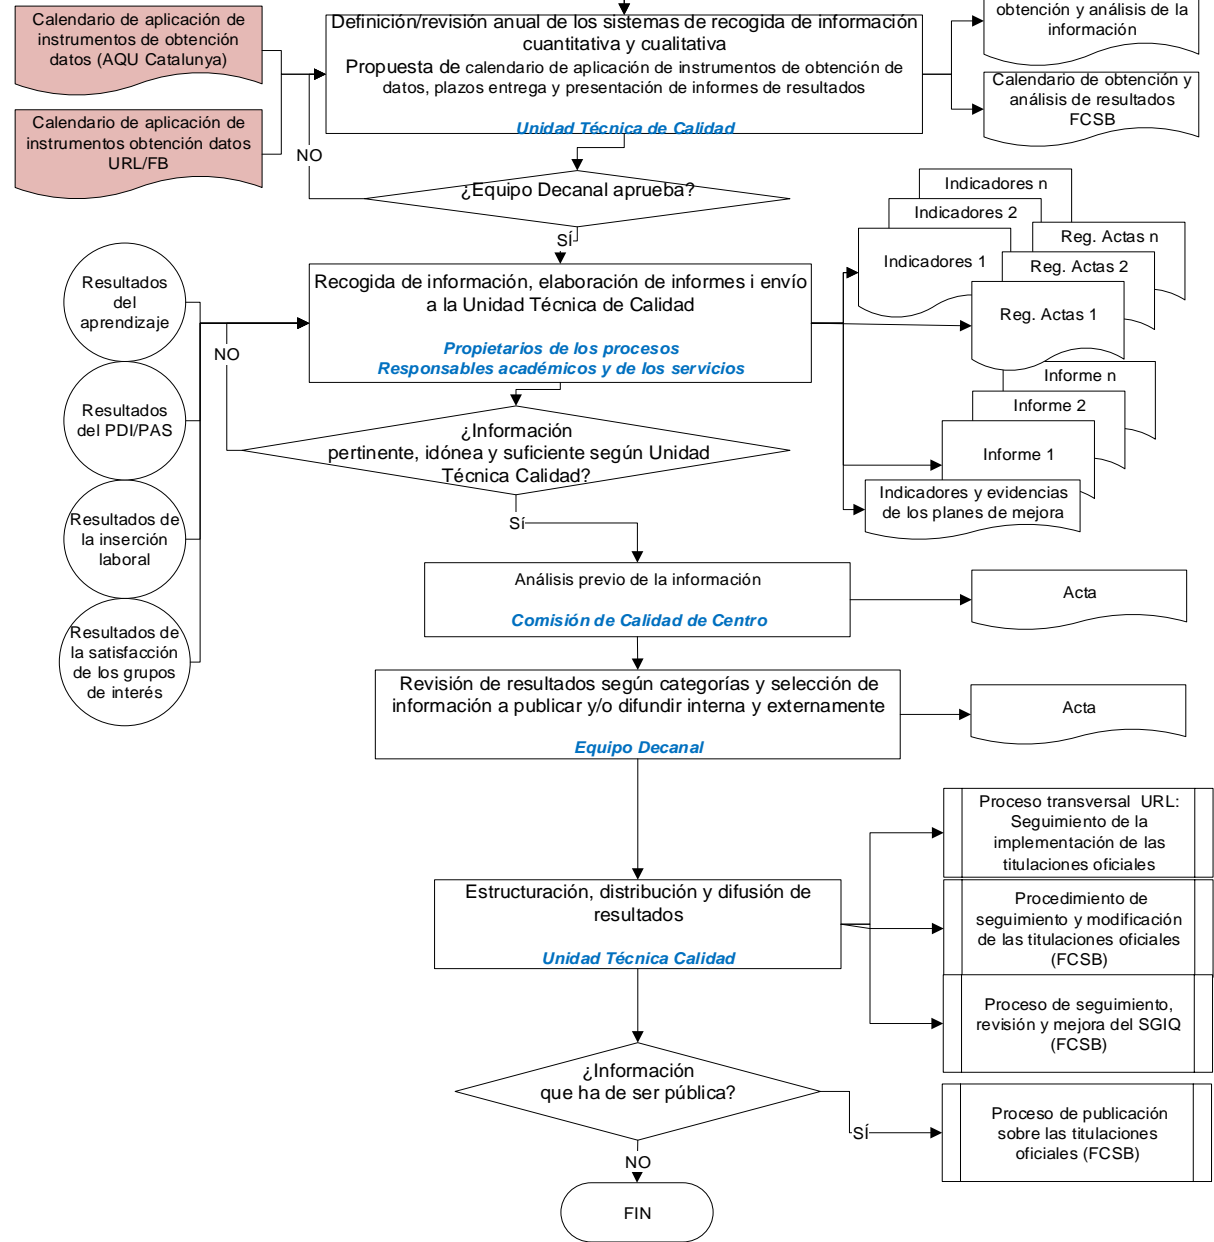 Calendario de aplicación de
instrumentos de obtención
datos (AQU Catalunya)
Calendario de aplicación de
instrumentos obtención datos
URL/FB
Definición/revisión anual de los sistemas de recogida de información
cuantitativa y cualitativa
Propuesta de calendario de aplicación de instrumentos de obtención de
datos, plazos entrega y presentación de informes de resultados
Unidad Técnica de Calidad
obtención y análisis de la
información
Calendario de obtención y
análisis de resultados
FCSB
NO
¿Equipo Decanal aprueba?
SÍ
Indicadores n
Indicadores 2
Indicadores 1
Reg. Actas n
Reg. Actas 2
Reg. Actas 1
Resultados
del
aprendizaje
Resultados
del PDI/PAS
Resultados de
la inserción
laboral
Resultados de
la satisfacción
de los grupos
de interés
Recogida de información, elaboración de informes i envío
a la Unidad Técnica de Calidad
Propietarios de los procesos
Responsables académicos y de los servicios
NO
Informe n
Informe 2
Informe 1
Indicadores y evidencias
de los planes de mejora
¿Información
pertinente, idónea y suficiente según Unidad
Técnica Calidad?
Sí
Análisis previo de la información
Comisión de Calidad de Centro
Acta
Revisión de resultados según categorías y selección de
información a publicar y/o difundir interna y externamente
Equipo Decanal
Acta
Estructuración, distribución y difusión de
resultados
Unidad Técnica Calidad
Proceso transversal  URL:
Seguimiento de la
implementación de las
titulaciones oficiales
Procedimiento de
seguimiento y modificación
de las titulaciones oficiales
(FCSB)
Proceso de seguimiento,
revisión y mejora del SGIQ
(FCSB)
¿Información
que ha de ser pública?
SÍ
Proceso de publicación
sobre las titulaciones
oficiales (FCSB)
NO
FIN